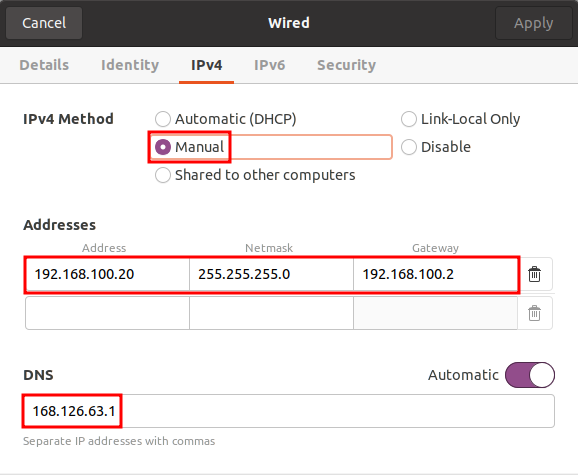 Cancel Wired Apply
Details Identity IPv4 IPv6 Security
IPv4 Method Automatic (DHCP) Link-Local Only
Manual Disable
Shared to other computers
Addresses
Address Netmask Gateway
192.168.100.20 255.255.255.0 192.168.100.2
DNS Automatic
168.126.63.1
Separate IP addresses with commas